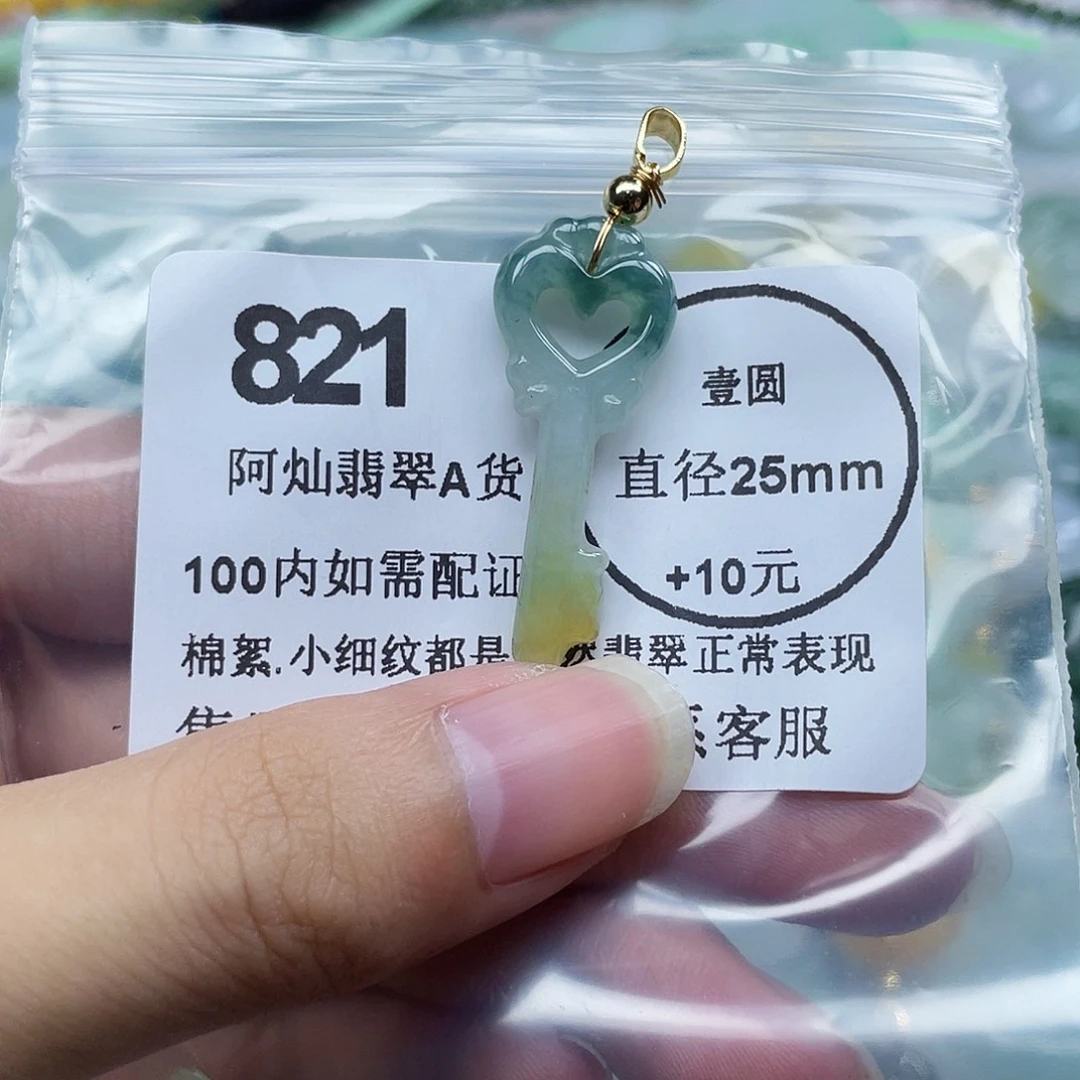 821
壹圆
阿灿翡翠A货
直径25mm
100内如需配证
+10元
棉絮.小细纹都是 翡翠正常表现
客服